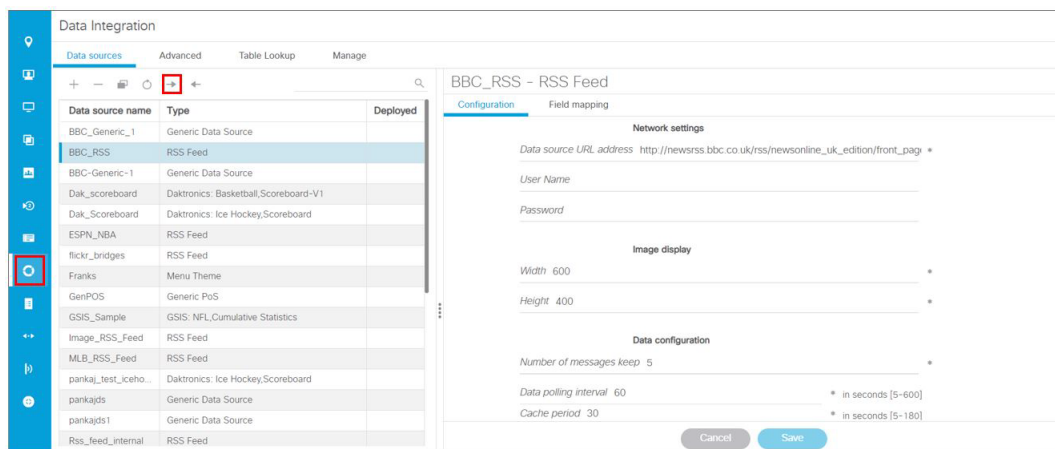 Data Integration
Data sources Advanced Table Lookup Manage
BBC_RSS - RSS Feed
Configuration Field mapping
Data source name Type Deployed
BBC_Generic_1 Generic Data Source
BBC_RSS RSS Feed
BBC-Generic-1 Generic Data Source
Dak_scoreboard Daktronics: Basketball,Scoreboard-V1
Dak_Scoreboard Daktronics: Ice Hockey,Scoreboard
ESPN_NBA RSS Feed
flickr_bridges RSS Feed
Franks Menu Theme
GenPOS Generic PoS
GSIS_Sample GSIS: NFL,Cumulative Statistics
Image_RSS_Feed RSS Feed
MLB_RSS_Feed RSS Feed
pankaj_test_iceho... Daktronics: Ice Hockey,Scoreboard
pankajds Generic Data Source
pankajds1 Generic Data Source
Rss_feed_internal RSS Feed
Network settings
Data source URL address http://newsrss.bbc.co.uk/rss/newsonline_uk_edition/front_page *
User Name
Password
Image display
Width 600 *
Height 400 *
Data configuration
Number of messages keep 5 *
Data polling interval 60 * in seconds [5-600]
Cache period 30 * in seconds [5-180]
Cancel Save